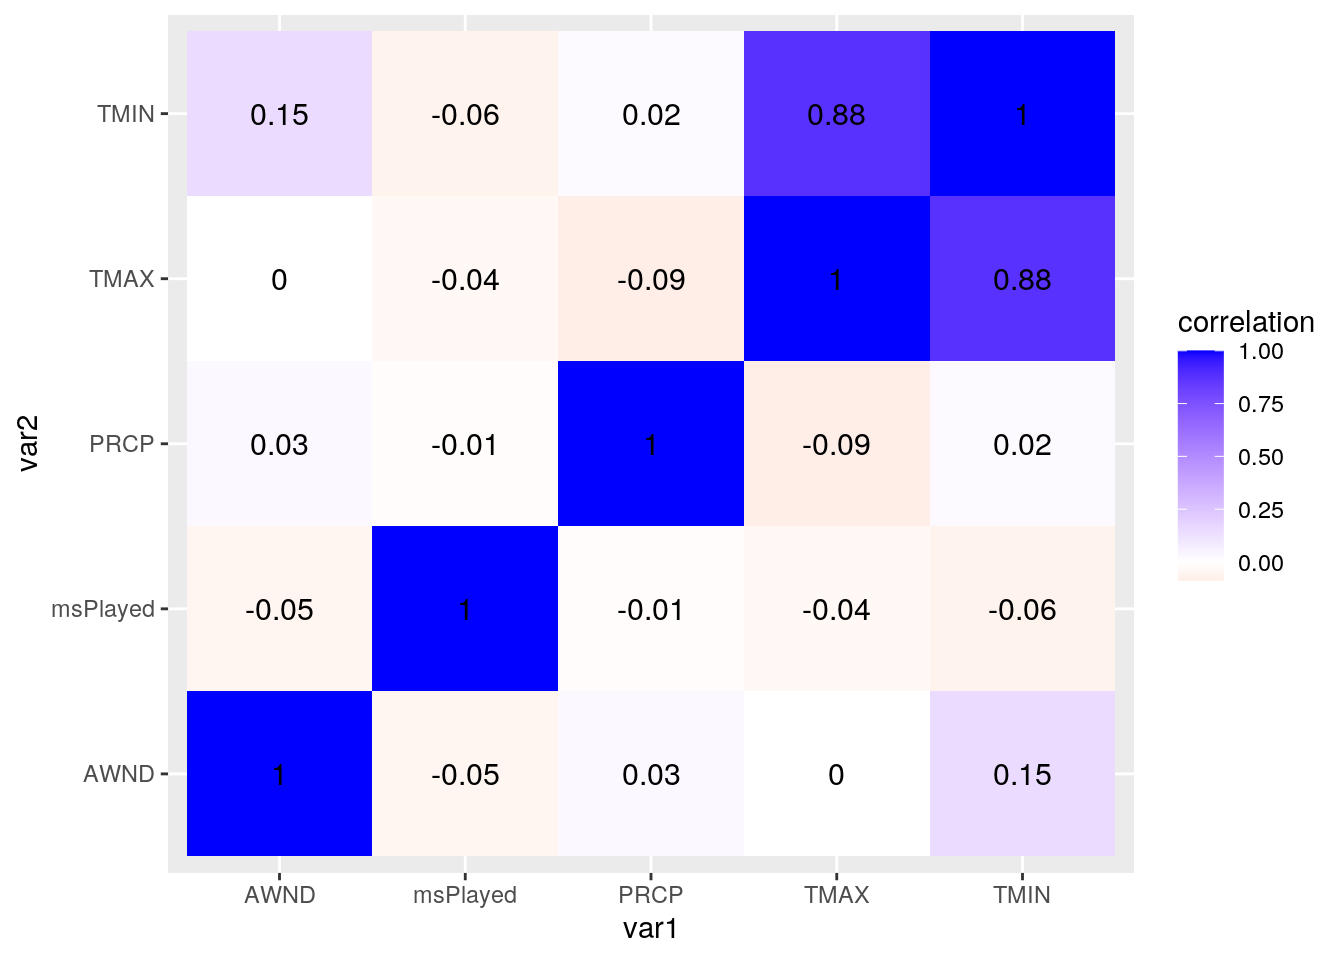 TMIN 0.15 -0.06 0.02 0.88 1
TMAX 0 -0.04 -0.09 1 0.88
PRCP 0.03 -0.01 1 -0.09 0.02
msPlayed -0.05 1 -0.01 -0.04 -0.06
AWND 1 -0.05 0.03 0 0.15
AWND msPlayed PRCP TMAX TMIN
var1
var2
correlation
1.00
0.75
0.50
0.25
0.00